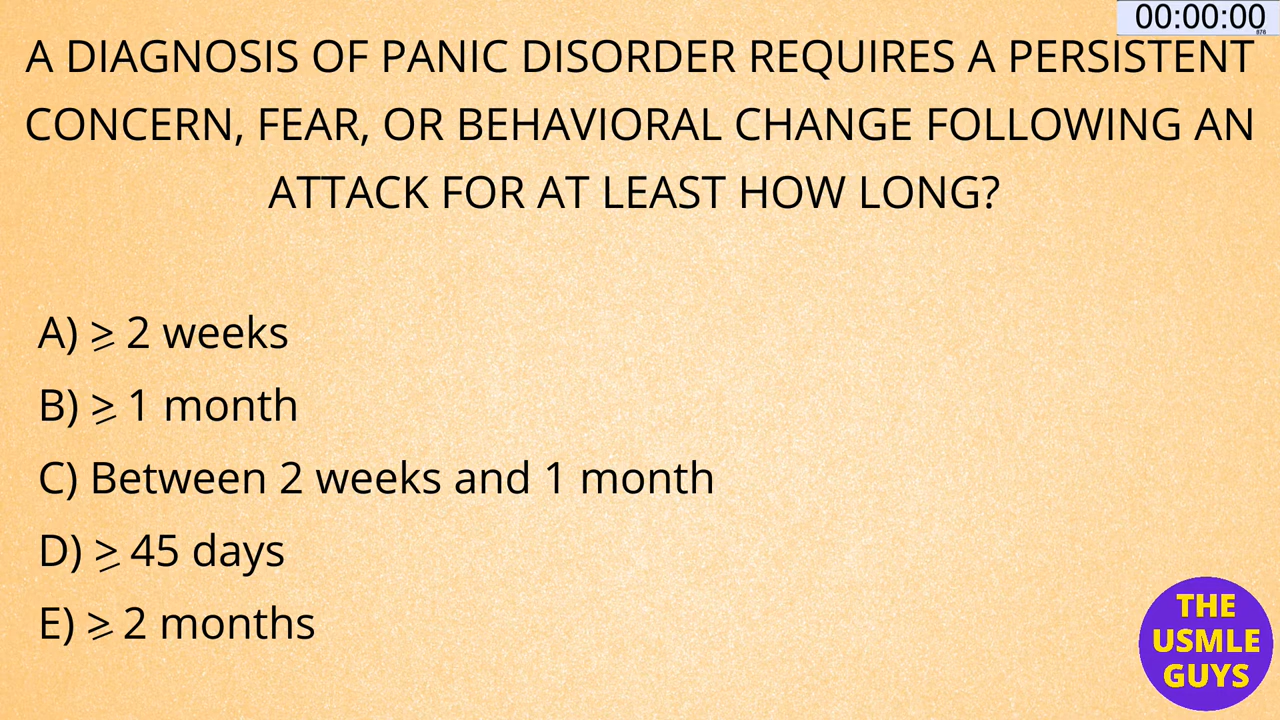 00:00:00
876
A DIAGNOSIS OF PANIC DISORDER REQUIRES A PERSISTENT
CONCERN, FEAR, OR BEHAVIORAL CHANGE FOLLOWING AN
ATTACK FOR AT LEAST HOW LONG?
A) ⩾ 2 weeks
B) ⩾ 1 month
C) Between 2 weeks and 1 month
D) ⩾ 45 days
E) ⩾ 2 months
THE
USMLE
GUYS